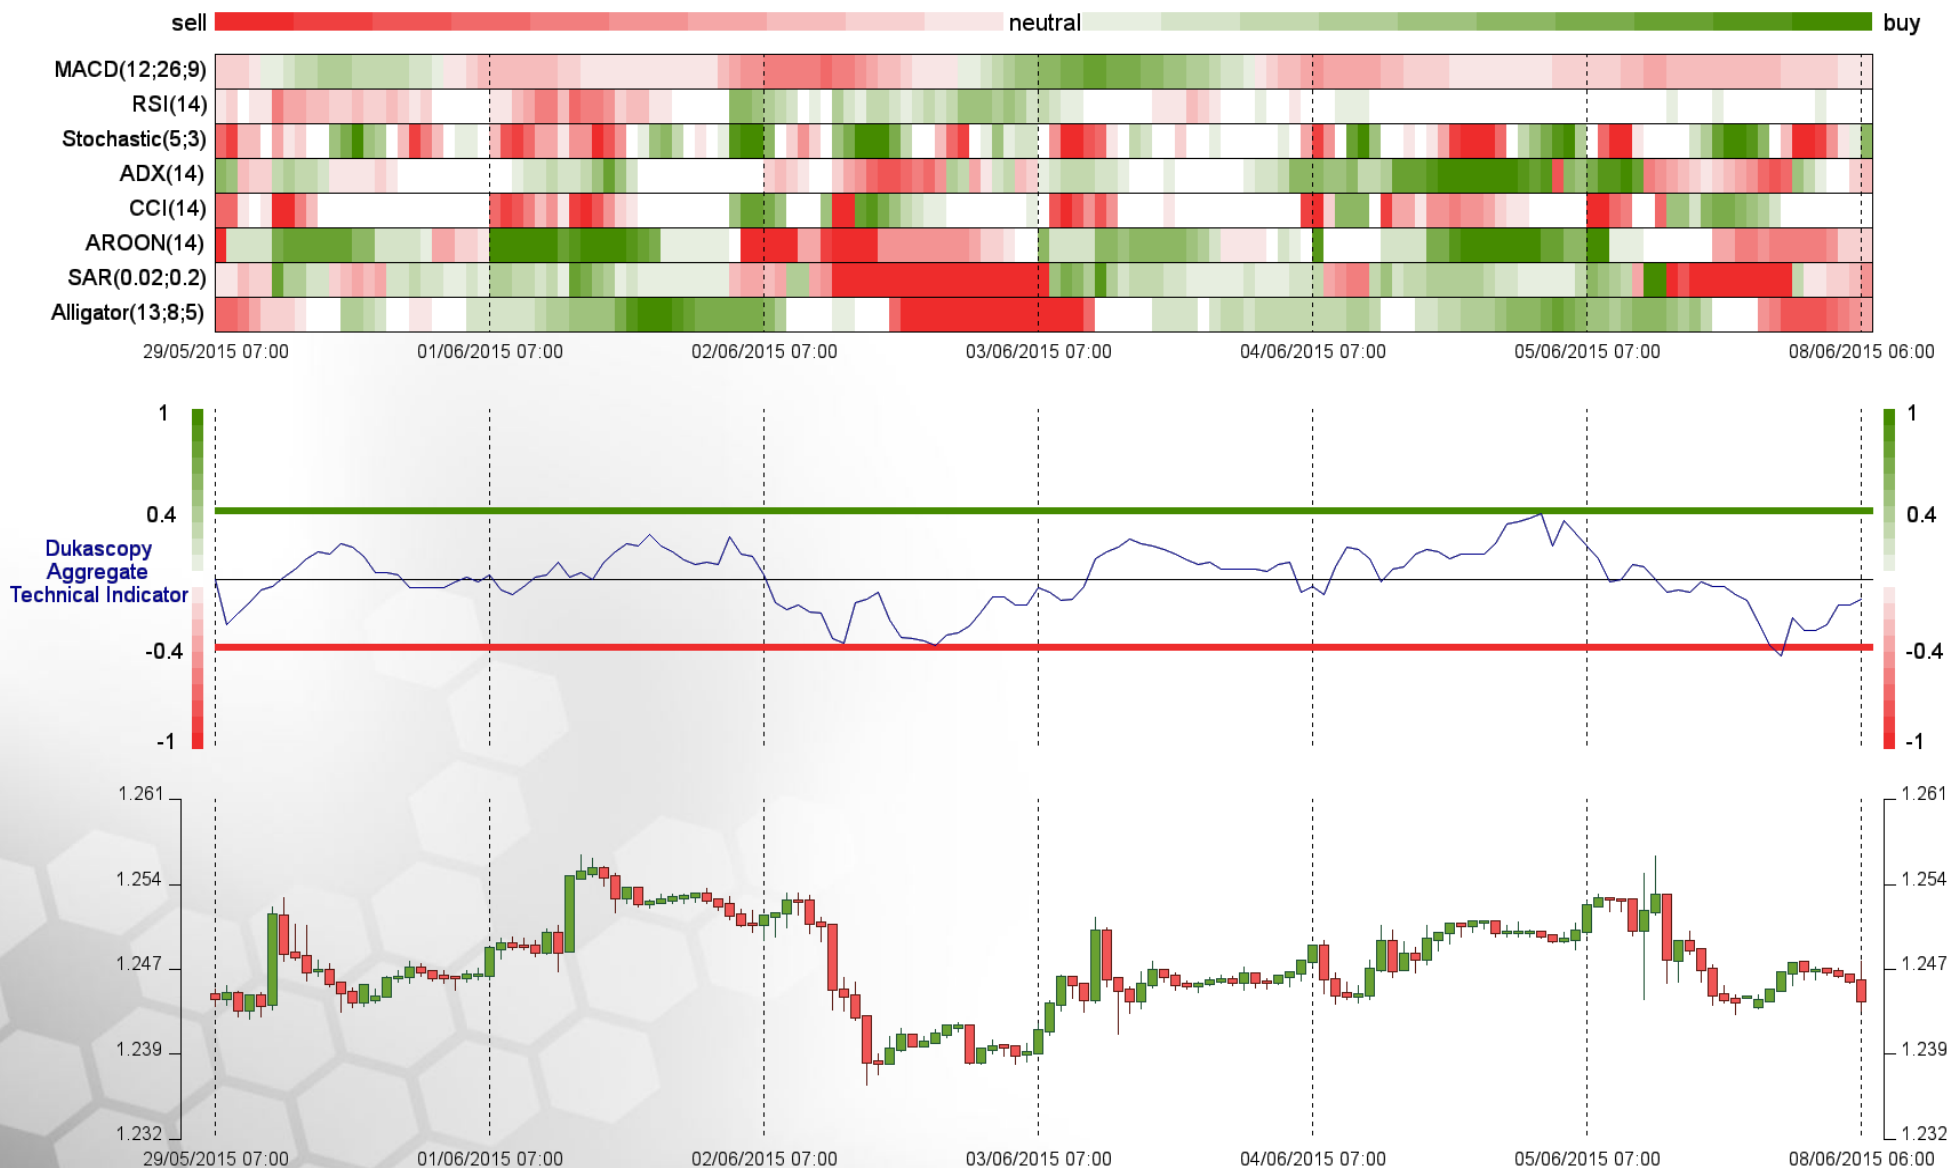 sell neutral buy
MACD(12;26;9)
RSI(14)
Stochastic(5;3)
ADX(14)
CCI(14)
AROON(14)
SAR(0.02;0.2)
Alligator(13;8;5)
29/05/2015 07:00 01/06/2015 07:00 02/06/2015 07:00 03/06/2015 07:00 04/06/2015 07:00 05/06/2015 07:00 08/06/2015 06:00
1 1
0.4 0.4
Dukascopy
Aggregate
Technical Indicator
-0.4 -0.4
-1 -1
1.261 1.261
1.254 1.254
1.247 1.247
1.239 1.239
1.232 1.232
29/05/2015 07:00 01/06/2015 07:00 02/06/2015 07:00 03/06/2015 07:00 04/06/2015 07:00 05/06/2015 07:00 08/06/2015 06:00